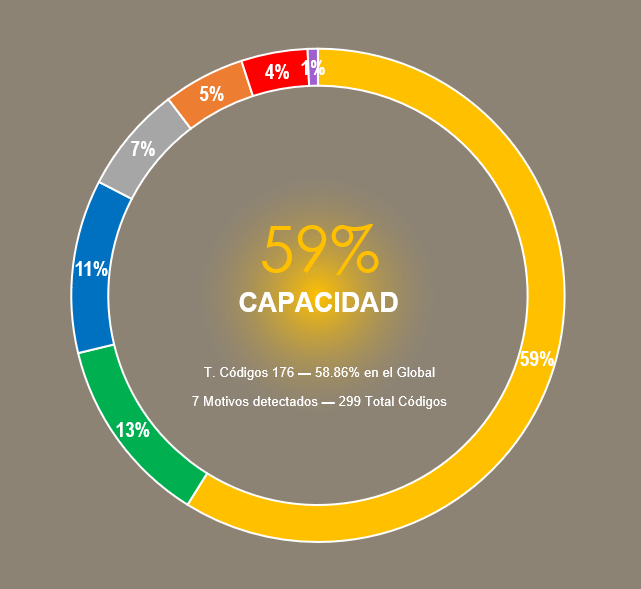 4%
1%
5%
7%
59%
CAPACIDAD
11%
59%
T. Códigos 176 — 58.86% en el Global
7 Motivos detectados — 299 Total Códigos
13%